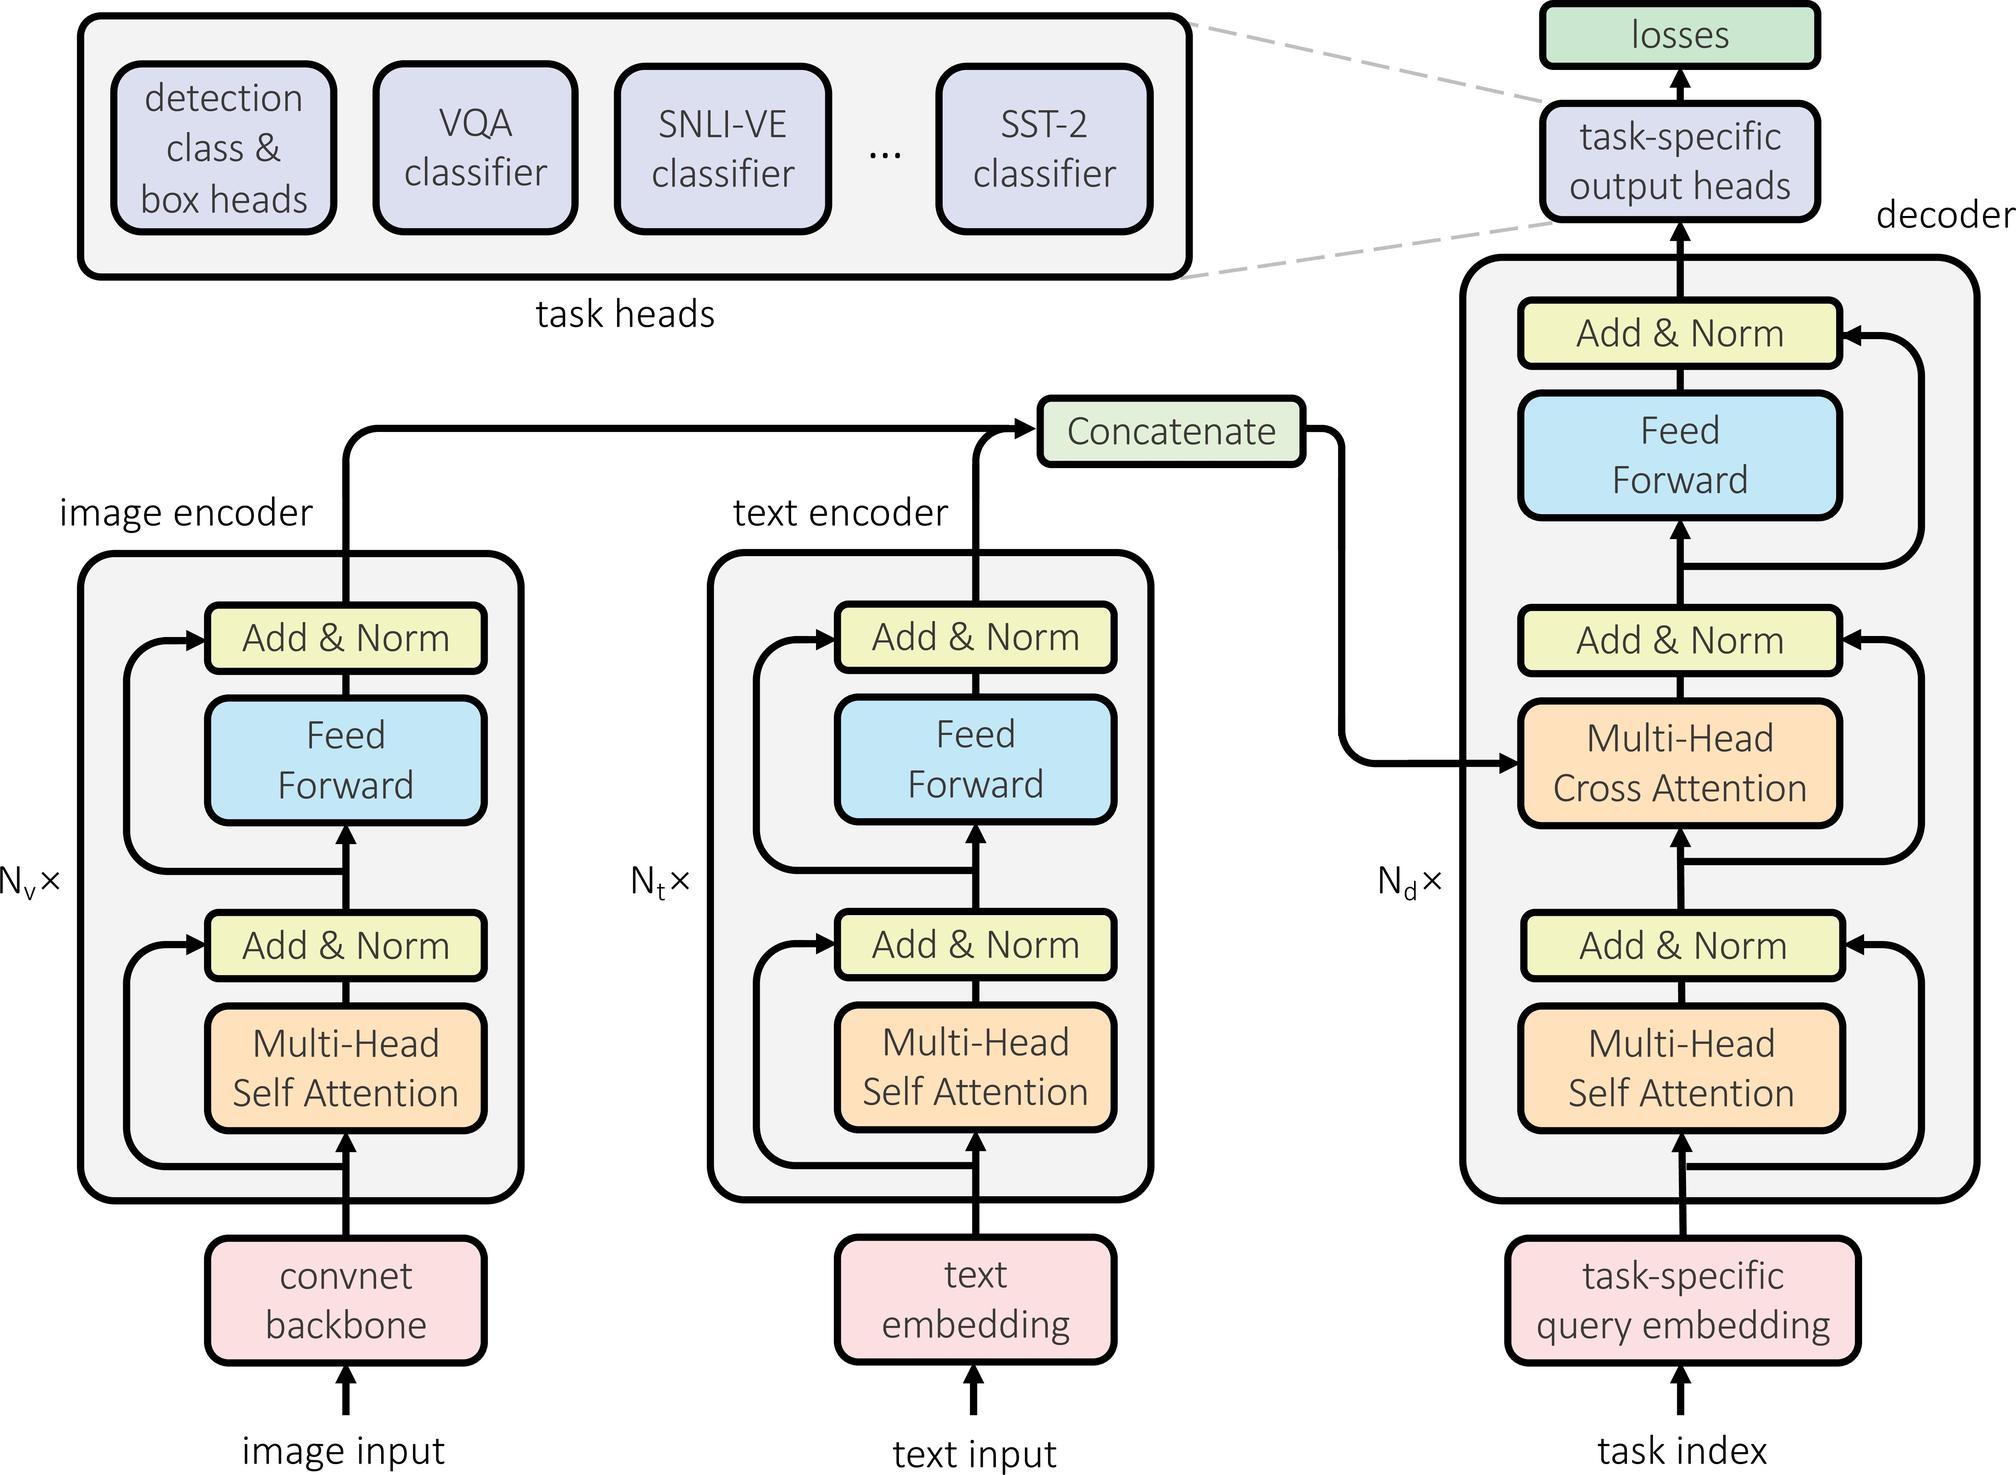 detection
class &
box heads
VQA
classifier
SNLI-VE
classifier
...
SST-2
classifier
task heads
losses
task-specific
output heads
decoder
Add & Norm
Feed
Forward
Add & Norm
Multi-Head
Cross Attention
Add & Norm
Multi-Head
Self Attention
N_d×
task-specific
query embedding
task index
Concatenate
image encoder
Add & Norm
Feed
Forward
Add & Norm
Multi-Head
Self Attention
N_v×
convnet
backbone
image input
text encoder
Add & Norm
Feed
Forward
Add & Norm
Multi-Head
Self Attention
N_t×
text
embedding
text input